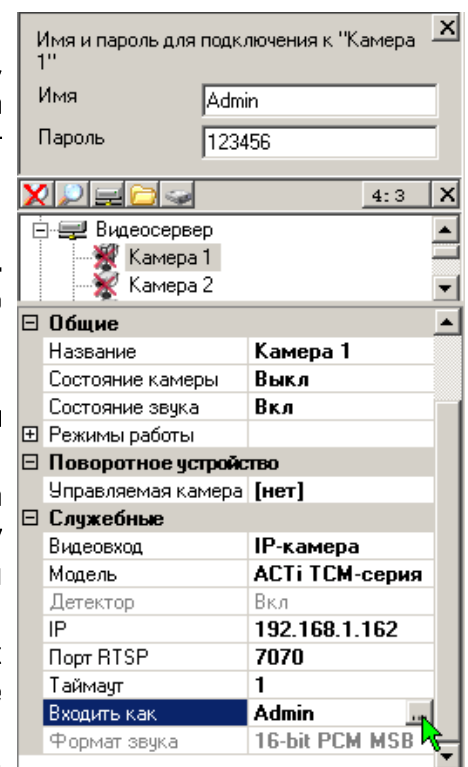 Имя и пароль для подключения к "Камера
1"
Имя Admin
Пароль 123456
4:3
Видеосервер
Камера 1
Камера 2
Общие
Название Камера 1
Состояние камеры Выкл
Состояние звука Вкл
Режимы работы
Поворотное устройство
Управляемая камера [нет]
Служебные
Видеовход IP-камера
Модель ACTi TCM-серия
Детектор Вкл
IP 192.168.1.162
Порт RTSP 7070
Таймаут 1
Входить как Admin ...
Формат звука 16-bit PCM MSB